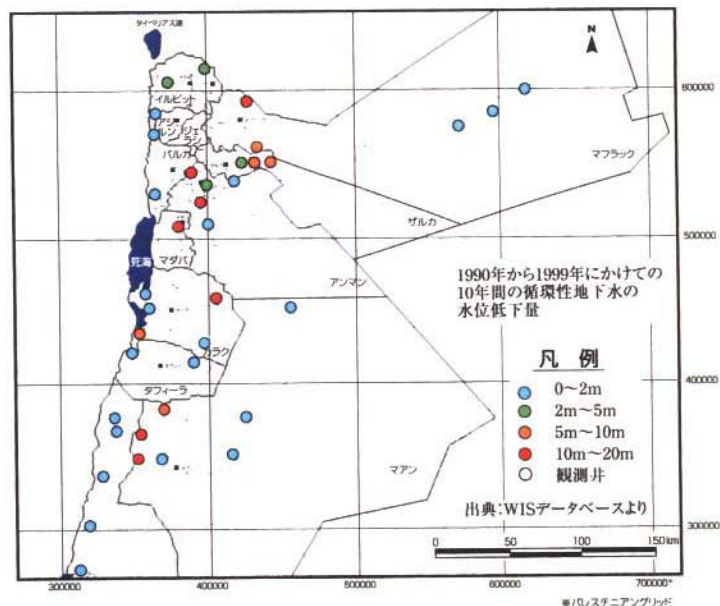 タイベリアス湖
N
イルビット
アジュ
ルン
ジェ
ラシ
バルカ
マフラック
ザルカ
死海
マダバ
アンマン
カラク
タフィーラ
マアン
600000
500000
400000
300000
1990年から1999年にかけての
10年間の循環性地下水の
水位低下量
凡 例
0〜2m
2m〜5m
5m〜10m
10m〜20m
観測井
出典：WISデータベースより
0 50 100 150km
300000 400000 500000 600000 700000*
※パレスチニアングリッド